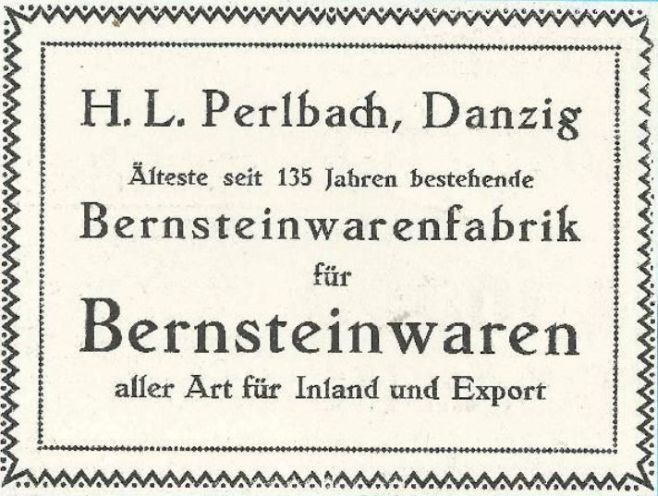 H. L. Perlbach, Danzig
Älteste seit 135 Jahren bestehende
Bernsteinwarenfabrik
für
Bernsteinwaren
aller Art für Inland und Export